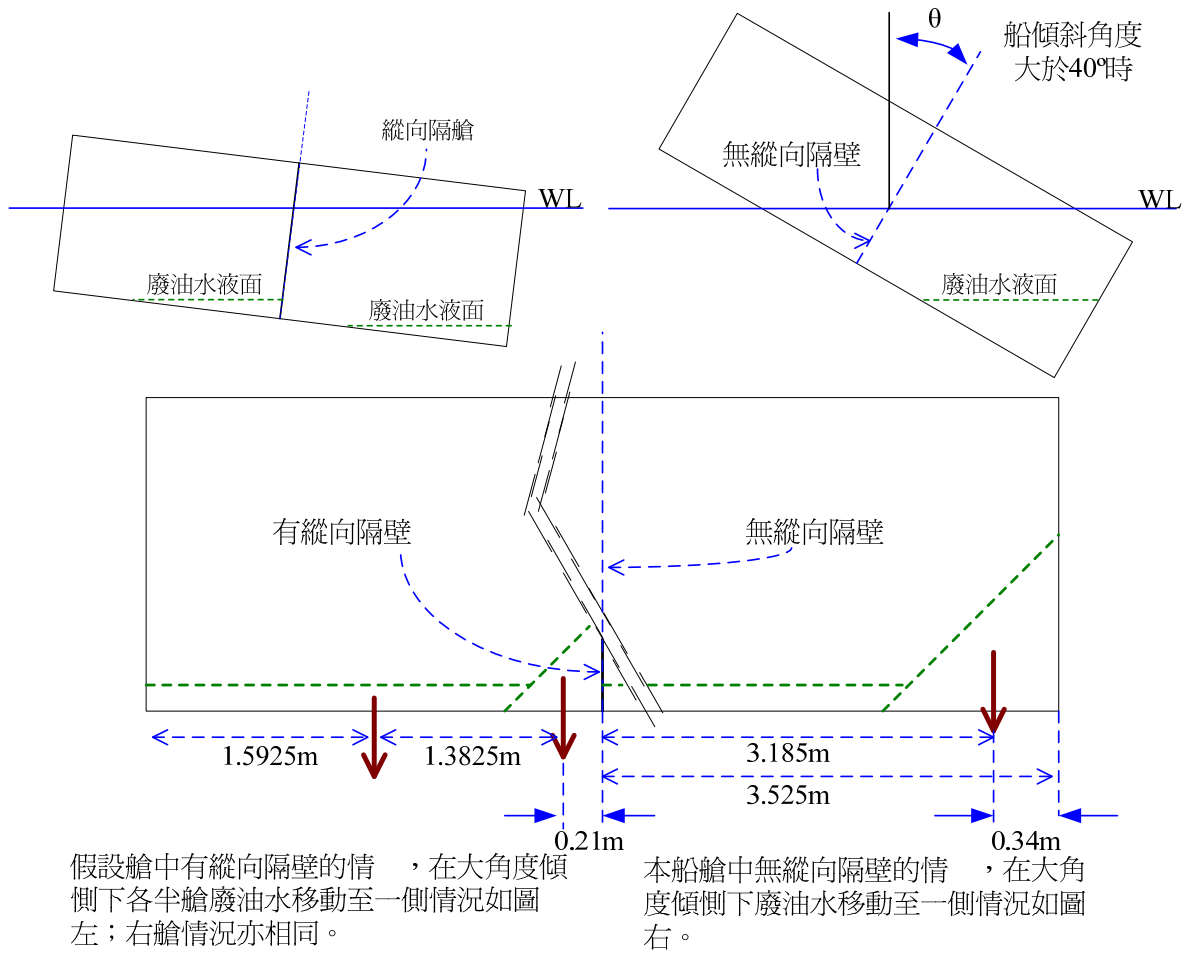 θ
船傾斜角度
大於40º時
縱向隔艙
無縱向隔壁
WL
WL
廢油水液面
廢油水液面
廢油水液面
有縱向隔壁
無縱向隔壁
1.5925m
1.3825m
3.185m
3.525m
0.21m
0.34m
假設艙中有縱向隔壁的情 ，在大角度傾
側下各半艙廢油水移動至一側情況如圖
左；右艙情況亦相同。
本船艙中無縱向隔壁的情 ，在大角
度傾側下廢油水移動至一側情況如圖
右。